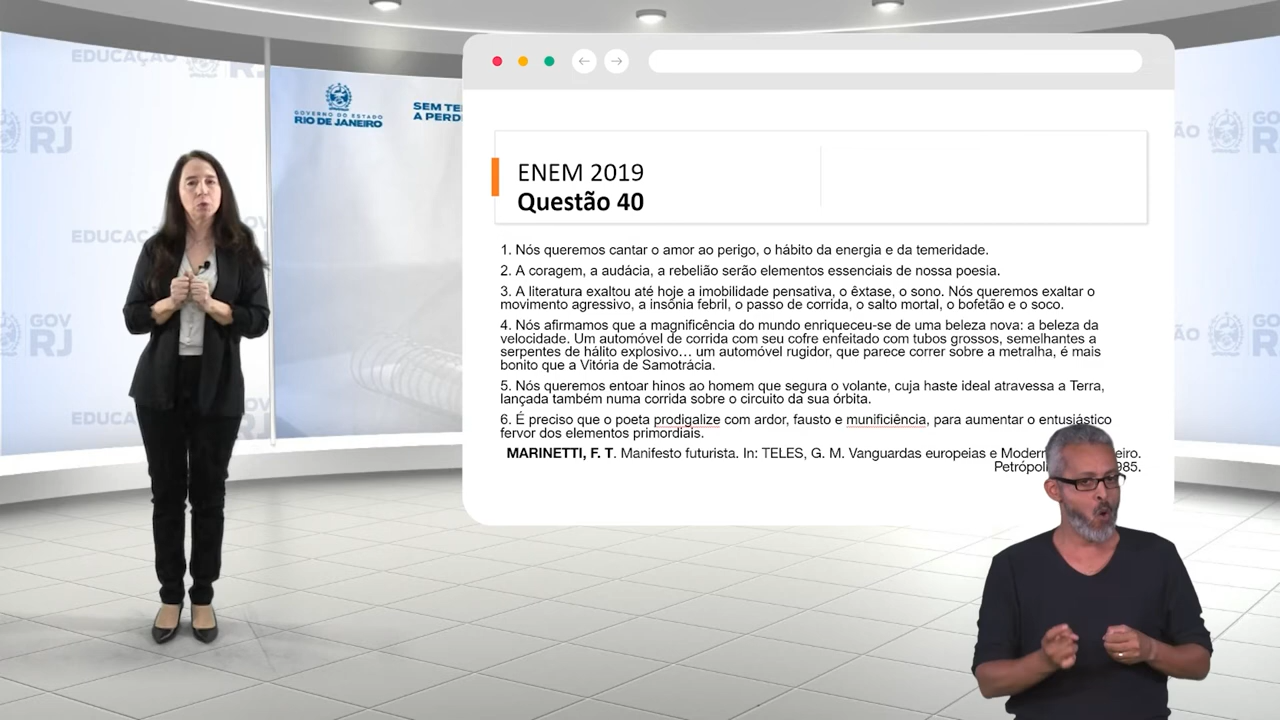 EDUCAÇÃO
GOV
RJ
GOVERNO DO ESTADO
RIO DE JANEIRO
SEM TE
A PERD
EDUCAÇÃO
GOV
RJ
EDUCAÇÃO
ENEM 2019
Questão 40
1. Nós queremos cantar o amor ao perigo, o hábito da energia e da temeridade.
2. A coragem, a audácia, a rebelião serão elementos essenciais de nossa poesia.
3. A literatura exaltou até hoje a imobilidade pensativa, o êxtase, o sono. Nós queremos exaltar o
movimento agressivo, a insônia febril, o passo de corrida, o salto mortal, o bofetão e o soco.
4. Nós afirmamos que a magnificência do mundo enriqueceu-se de uma beleza nova: a beleza da
velocidade. Um automóvel de corrida com seu cofre enfeitado com tubos grossos, semelhantes a
serpentes de hálito explosivo… um automóvel rugidor, que parece correr sobre a metralha, é mais
bonito que a Vitória de Samotrácia.
5. Nós queremos entoar hinos ao homem que segura o volante, cuja haste ideal atravessa a Terra,
lançada também numa corrida sobre o circuito da sua órbita.
6. É preciso que o poeta prodigalize com ardor, fausto e munificiência, para aumentar o entusiástico
fervor dos elementos primordiais.
MARINETTI, F. T. Manifesto futurista. In: TELES, G. M. Vanguardas europeias e Modern eiro.
Petrópol 985.